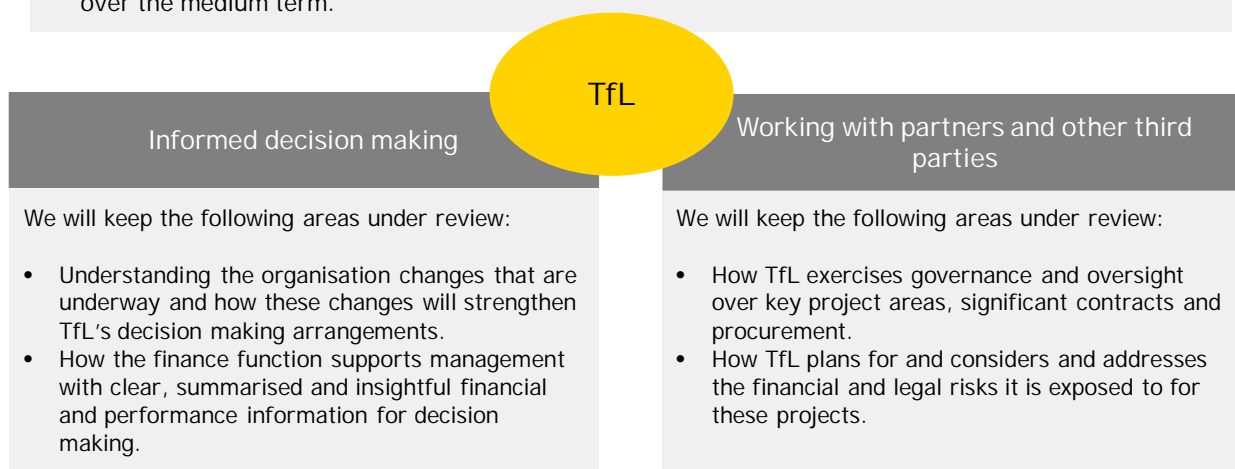 over the medium term.
TfL
Informed decision making
We will keep the following areas under review:
• Understanding the organisation changes that are
underway and how these changes will strengthen
TfL's decision making arrangements.
• How the finance function supports management
with clear, summarised and insightful financial
and performance information for decision
making.
Working with partners and other third
parties
We will keep the following areas under review:
• How TfL exercises governance and oversight
over key project areas, significant contracts and
procurement.
• How TfL plans for and considers and addresses
the financial and legal risks it is exposed to for
these projects.